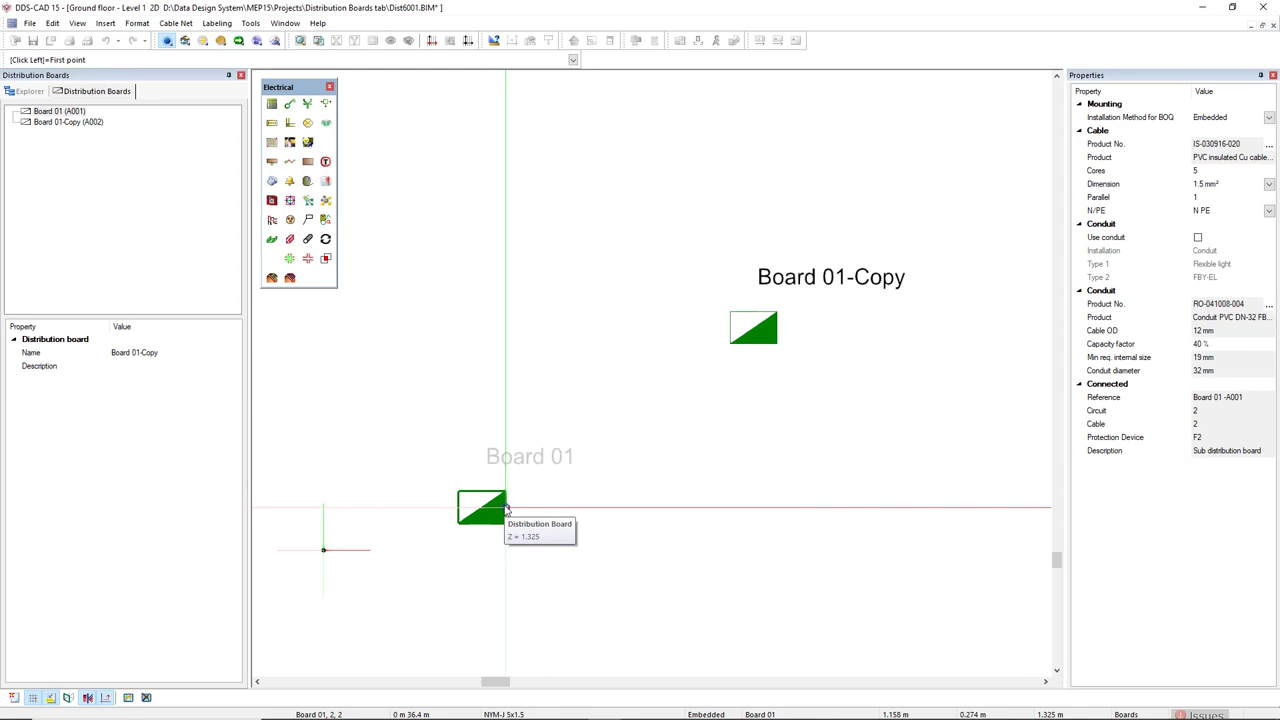 DDS-CAD 15 - [Ground floor - Level 1  2D  D:\Data Design System\MEP15\Projects\Distribution Boards tab\Dist6001.BIM* ]
File Edit View Insert Format Cable Net Labeling Tools Window Help
[Click Left]=First point
Distribution Boards
Explorer Distribution Boards
Board 01 (A001)
Board 01-Copy (A002)
Property Value
Distribution board
Name Board 01-Copy
Description
Electrical
Board 01-Copy
Board 01
Distribution Board
Z = 1.325
Properties
Property Value
Mounting
Installation Method for BOQ Embedded
Cable
Product No. IS-030916-020 ...
Product PVC insulated Cu cable...
Cores 5
Dimension 1.5 mm²
Parallel 1
N/PE N PE
Conduit
Use conduit
Installation Conduit
Type 1 Flexible light
Type 2 FBY-EL
Conduit
Product No. RO-041008-004 ...
Product Conduit PVC DN-32 FB...
Cable OD 12 mm
Capacity factor 40 %
Min req. internal size 19 mm
Conduit diameter 32 mm
Connected
Reference Board 01 -A001
Circuit 2
Cable 2
Protection Device F2
Description Sub distribution board
Board 01, 2, 2 0 m 36.4 m NYM-J 5x1.5 Embedded Board 01 1.158 m 0.274 m 1.325 m Boards Issues